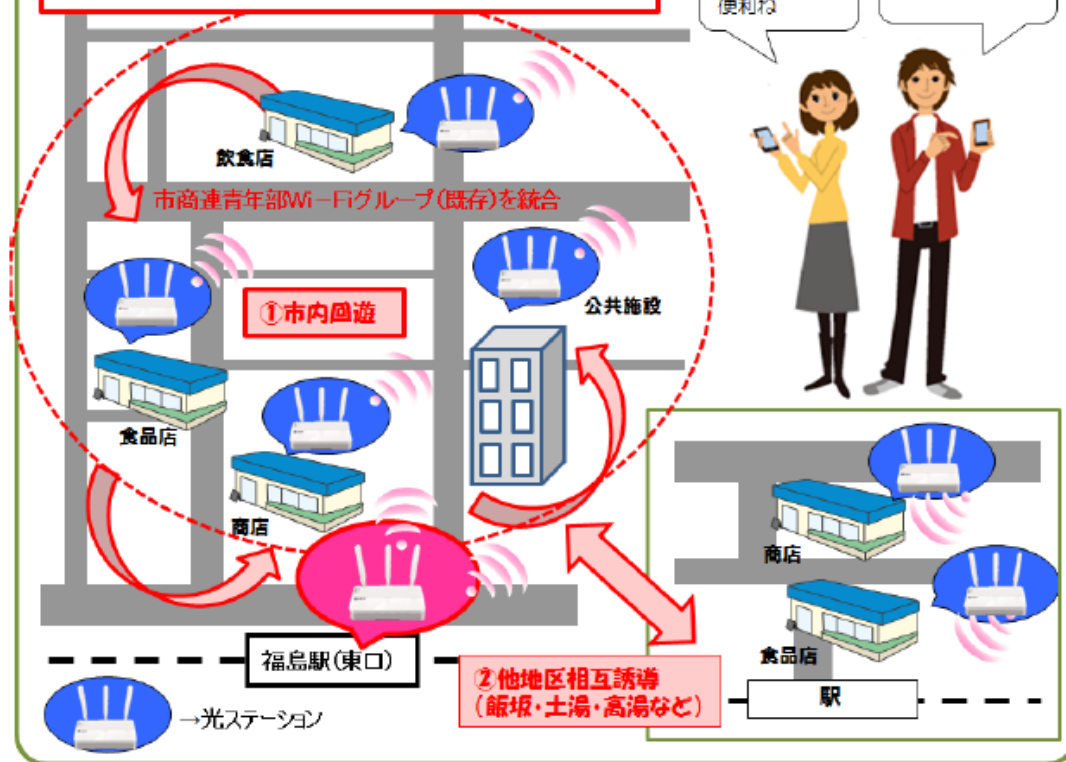 便利ね
飲食店
市商連青年部Wi-Fiグループ(既存)を統合
①市内回遊
公共施設
食品店
商店
商店
食品店
福島駅(東口)
②他地区相互誘導
(飯坂・土湯・高湯など)
駅
→光ステーション